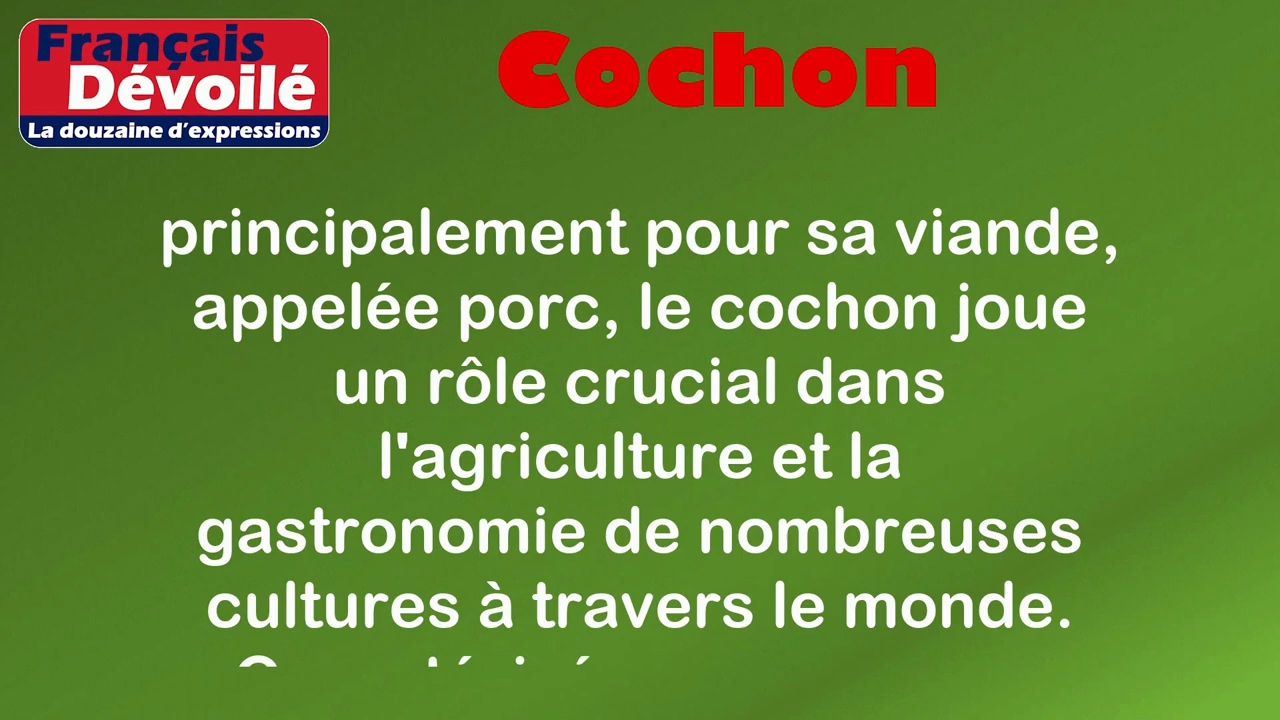 Français
Dévoilé
La douzaine d'expressions
Cochon
principalement pour sa viande,
appelée porc, le cochon joue
un rôle crucial dans
l'agriculture et la
gastronomie de nombreuses
cultures à travers le monde.